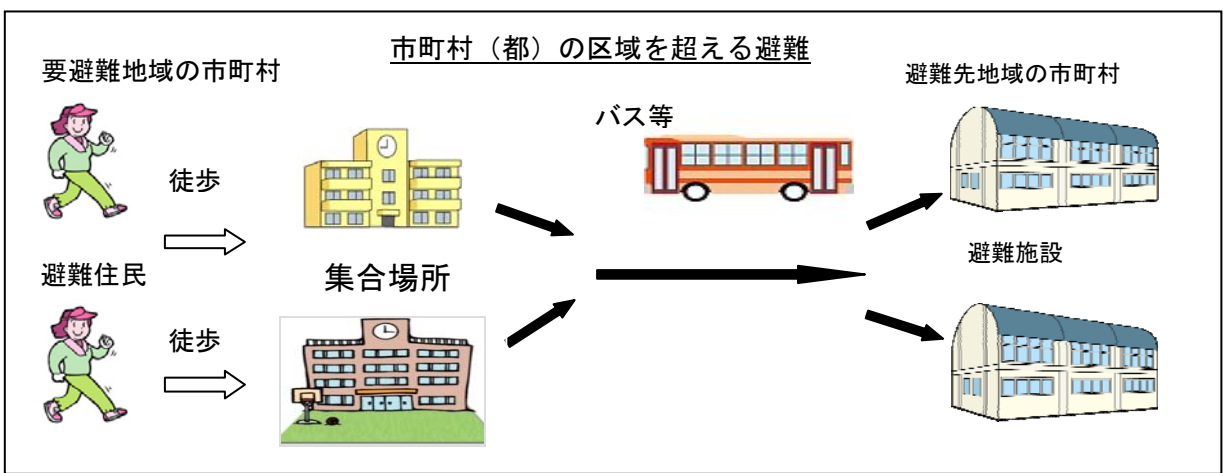 市町村（都）の区域を超える避難
要避難地域の市町村
避難先地域の市町村
バス等
徒歩
避難住民
集合場所
避難施設
徒歩